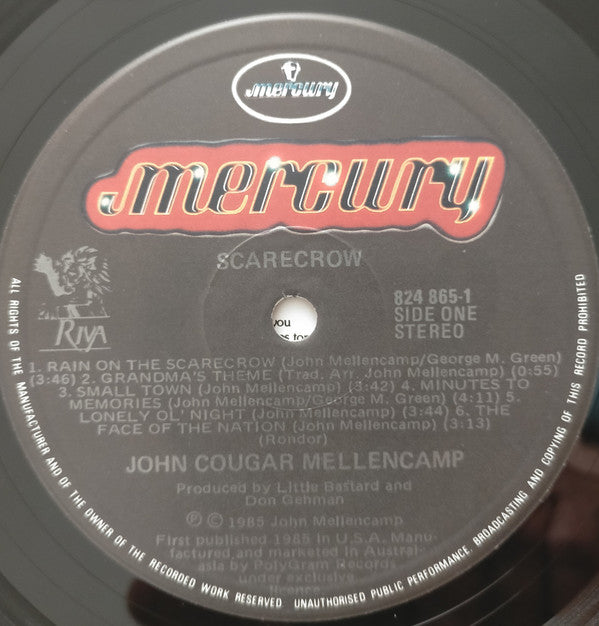 mercury
mercury
SCARECROW
RIVA
824 865-1
SIDE ONE
STEREO
you
1. RAIN ON THE SCARECROW (John Mellencamp/George M. Green)
(3:46) 2. GRANDMA'S THEME (Trad. Arr. John Mellencamp) (0:55)
3. SMALL TOWN (John Mellencamp) (3:42) 4. MINUTES TO
MEMORIES (John Mellencamp/George M. Green) (4:11) 5.
LONELY OL' NIGHT (John Mellencamp) (3:44) 6. THE
FACE OF THE NATION (John Mellencamp) (3:13)
(Rondor)
JOHN COUGAR MELLENCAMP
Produced by Little Bastard and
Don Gehman
℗ © 1985 John Mellencamp
First published 1985 in U.S.A. Manu-
factured and marketed in Austral-
asia by PolyGram Records
under exclusive
licence
ALL RIGHTS OF THE MANUFACTURER AND OF THE OWNER OF THE RECORDED WORK RESERVED. UNAUTHORISED PUBLIC PERFORMANCE, BROADCASTING AND COPYING OF THIS RECORD PROHIBITED